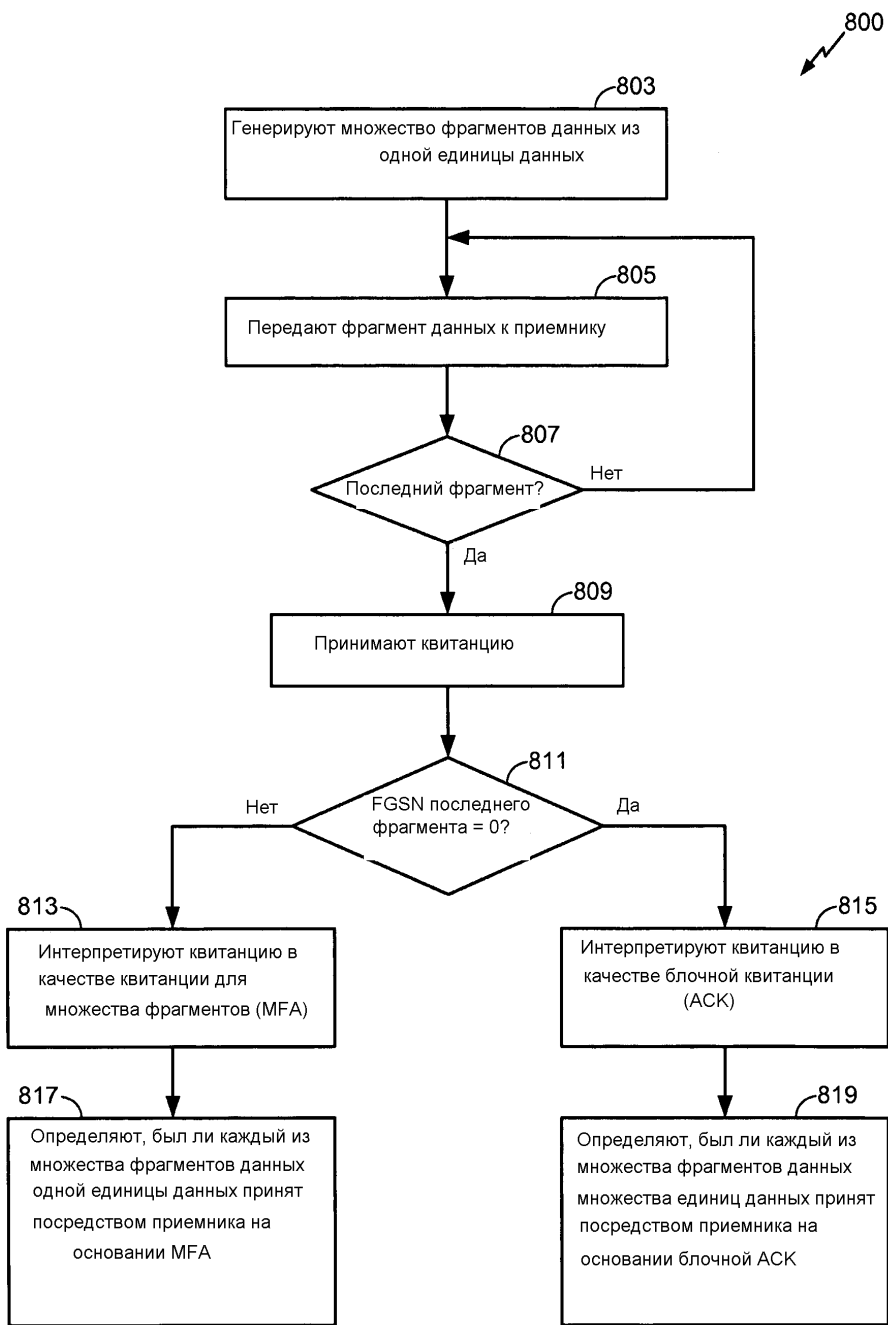 800
803
Генерируют множество фрагментов данных из
одной единицы данных
805
Передают фрагмент данных к приемнику
807
Последний фрагмент?
Нет
Да
809
Принимают квитанцию
811
FGSN последнего
фрагмента = 0?
Нет
Да
813
Интерпретируют квитанцию в
качестве квитанции для
множества фрагментов (MFA)
815
Интерпретируют квитанцию в
качестве блочной квитанции
(ACK)
817
Определяют, был ли каждый из
множества фрагментов данных
одной единицы данных принят
посредством приемника на
основании MFA
819
Определяют, был ли каждый из
множества фрагментов данных
множества единиц данных принят
посредством приемника на
основании блочной ACK